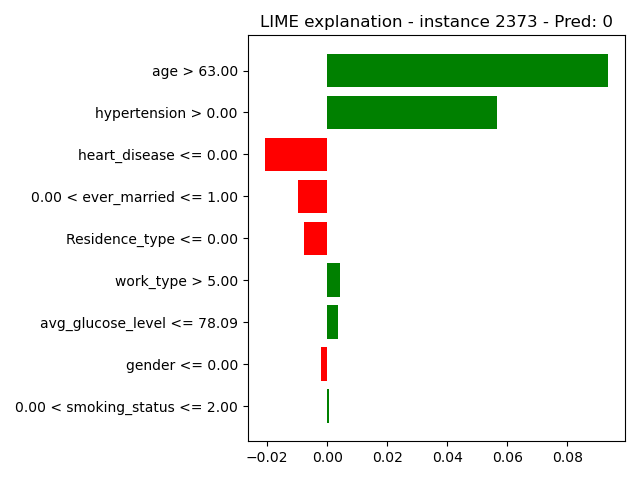 LIME explanation - instance 2373 - Pred: 0
age > 63.00
hypertension > 0.00
heart_disease <= 0.00
0.00 < ever_married <= 1.00
Residence_type <= 0.00
work_type > 5.00
avg_glucose_level <= 78.09
gender <= 0.00
0.00 < smoking_status <= 2.00
−0.02 0.00 0.02 0.04 0.06 0.08